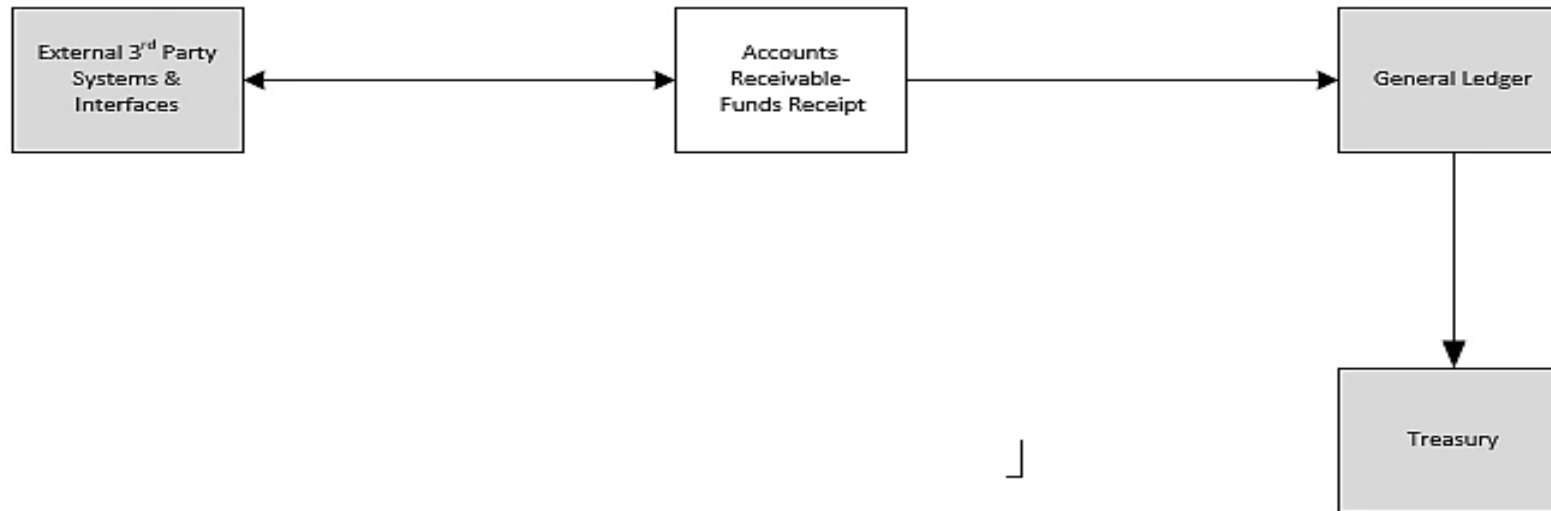 External 3rd Party
Systems &
Interfaces
Accounts
Receivable-
Funds Receipt
General Ledger
Treasury